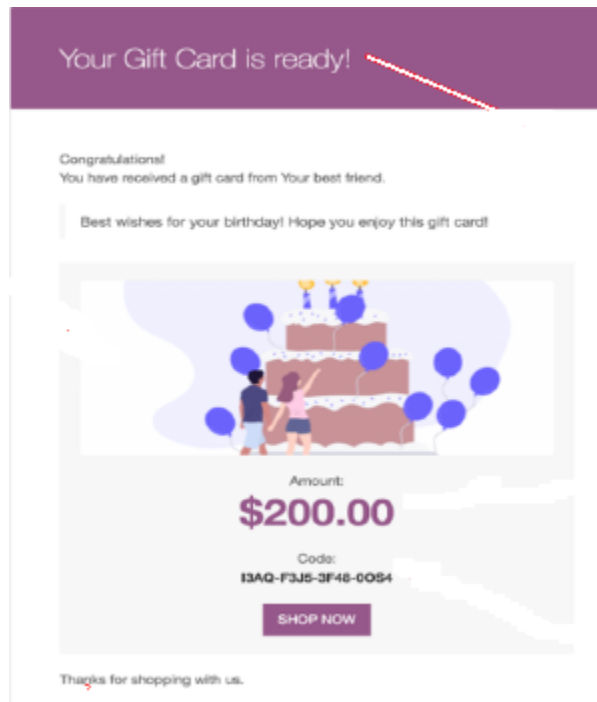 Your Gift Card is ready!
Congratulations!
You have received a gift card from Your best friend.
Best wishes for your birthday! Hope you enjoy this gift card!
Amount:
$200.00
Code:
I3AQ-F3J5-3F48-0OS4
SHOP NOW
Thanks for shopping with us.